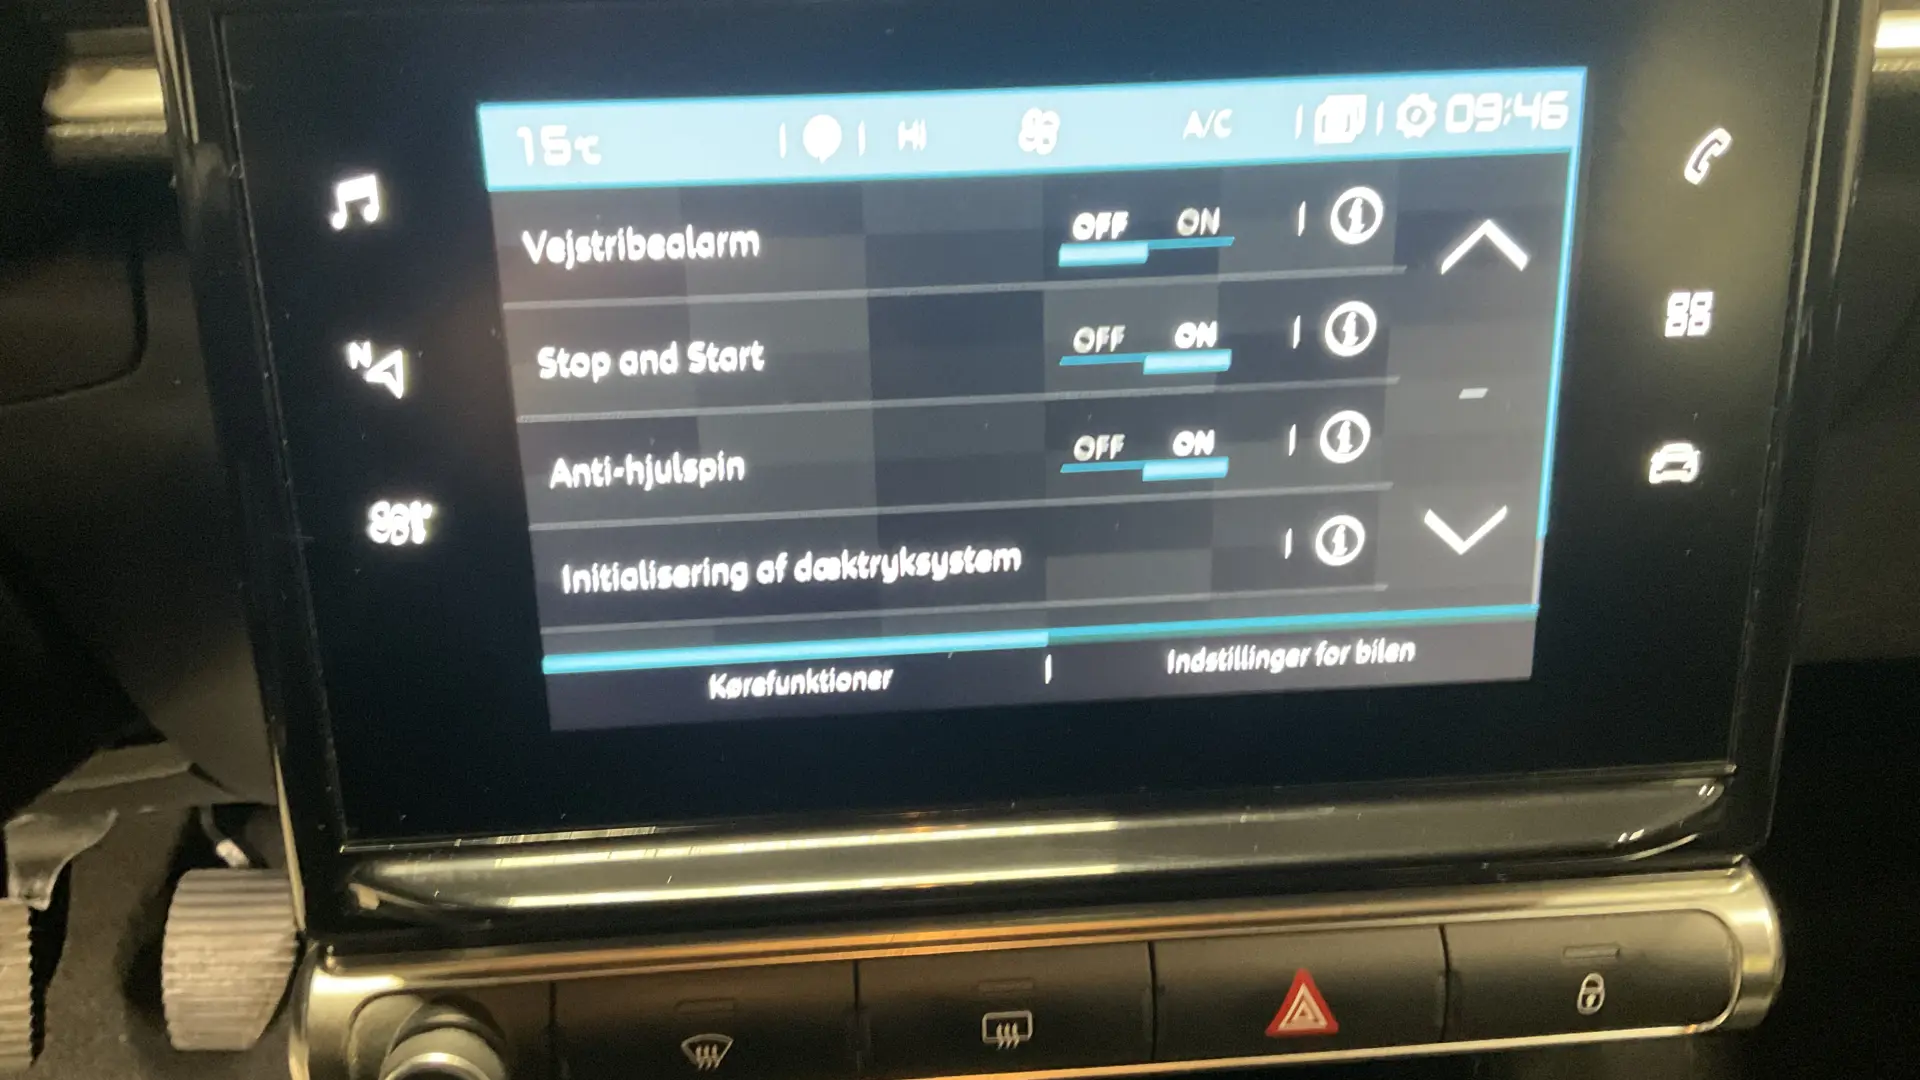 15°C HI A/C 09:46
Vejstribealarm OFF ON
Stop and Start OFF ON
Anti-hjulspin OFF ON
Initialisering af dæktryksystem
Kørefunktioner Indstillinger for bilen
N